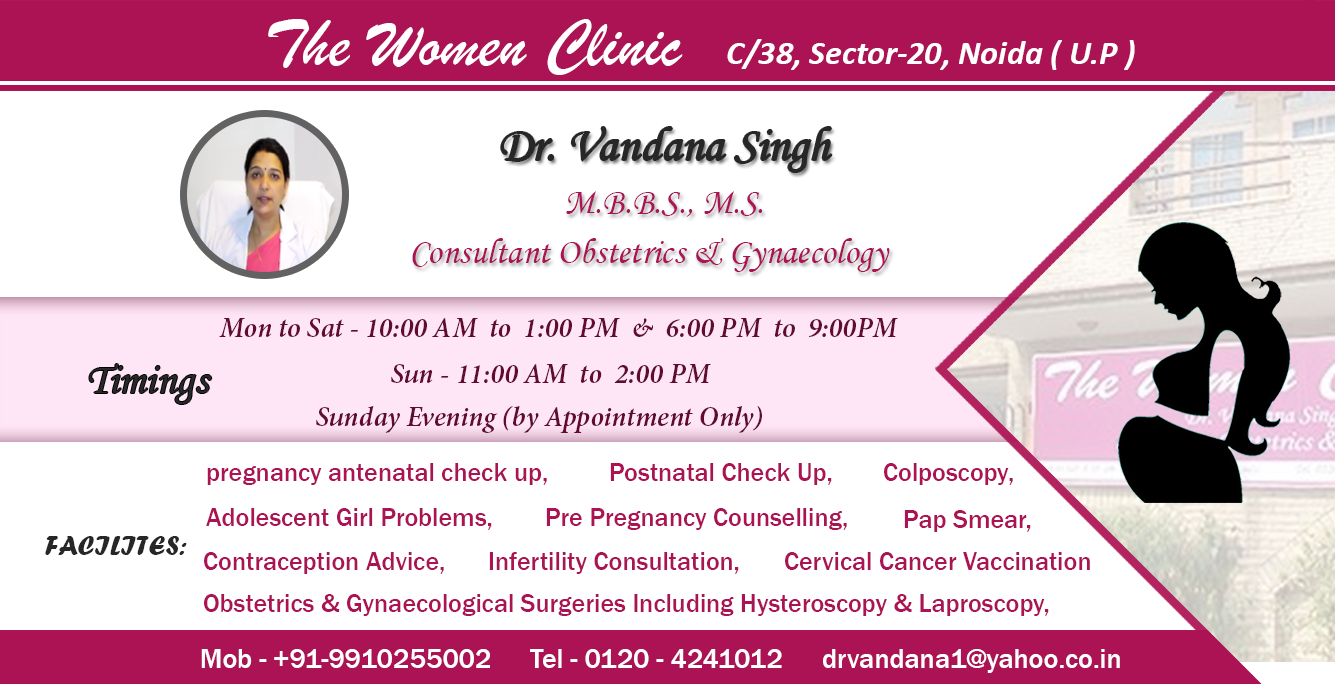 The Women Clinic C/38, Sector-20, Noida ( U.P )
Dr. Vandana Singh
M.B.B.S., M.S.
Consultant Obstetrics & Gynaecology
Timings
Mon to Sat - 10:00 AM to 1:00 PM & 6:00 PM to 9:00PM
Sun - 11:00 AM to 2:00 PM
Sunday Evening (by Appointment Only)
FACILITES:
pregnancy antenatal check up, Postnatal Check Up, Colposcopy,
Adolescent Girl Problems, Pre Pregnancy Counselling, Pap Smear,
Contraception Advice, Infertility Consultation, Cervical Cancer Vaccination
Obstetrics & Gynaecological Surgeries Including Hysteroscopy & Laproscopy,
The Women
Mob - +91-9910255002 Tel - 0120 - 4241012 drvandana1@yahoo.co.in